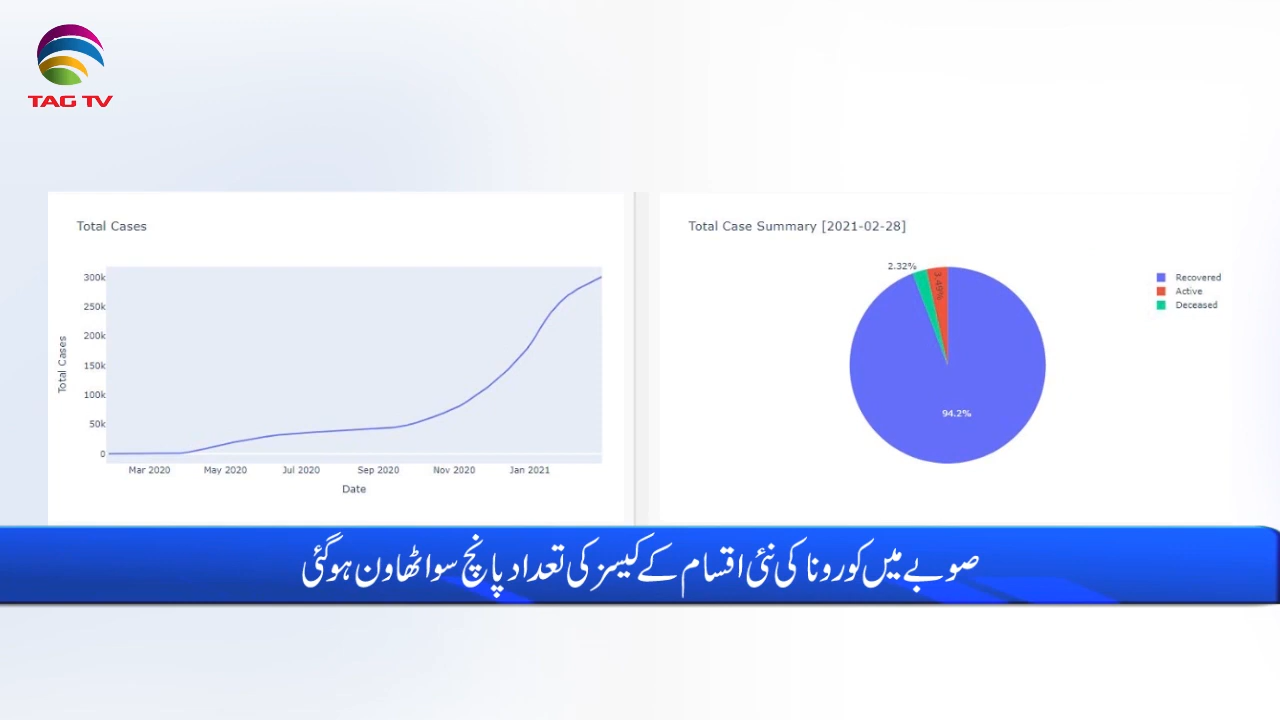 TAG TV
Total Cases
300k
250k
200k
150k
100k
50k
0
Total Cases
Mar 2020 May 2020 Jul 2020 Sep 2020 Nov 2020 Jan 2021
Date
Total Case Summary [2021-02-28]
2.32%
3.49%
94.2%
Recovered
Active
Deceased
صوبے میں کورونا کی نئی اقسام کے کیسز کی تعداد پانچ سو اٹھاون ہوگئی